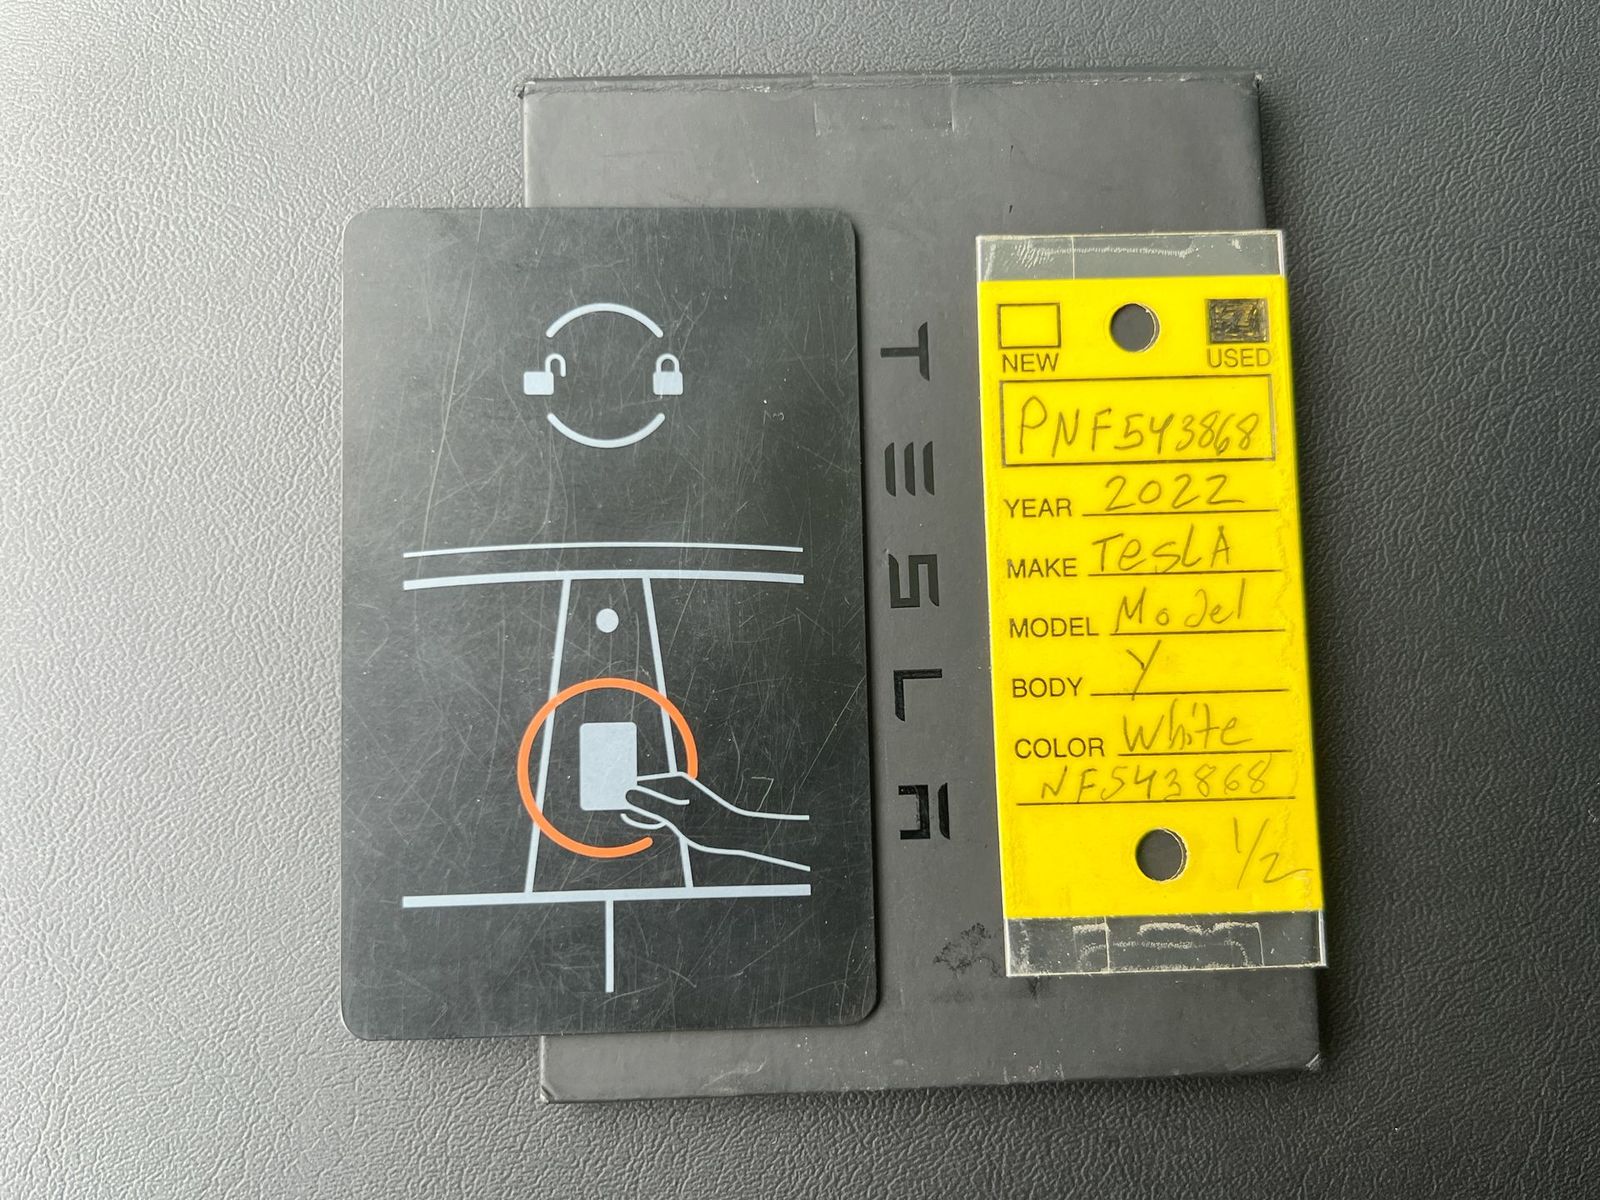 TESLA
NEW USED
PNF543868
YEAR 2022
MAKE TeslA
MODEL Model
BODY Y
COLOR White
NF543868
1/2